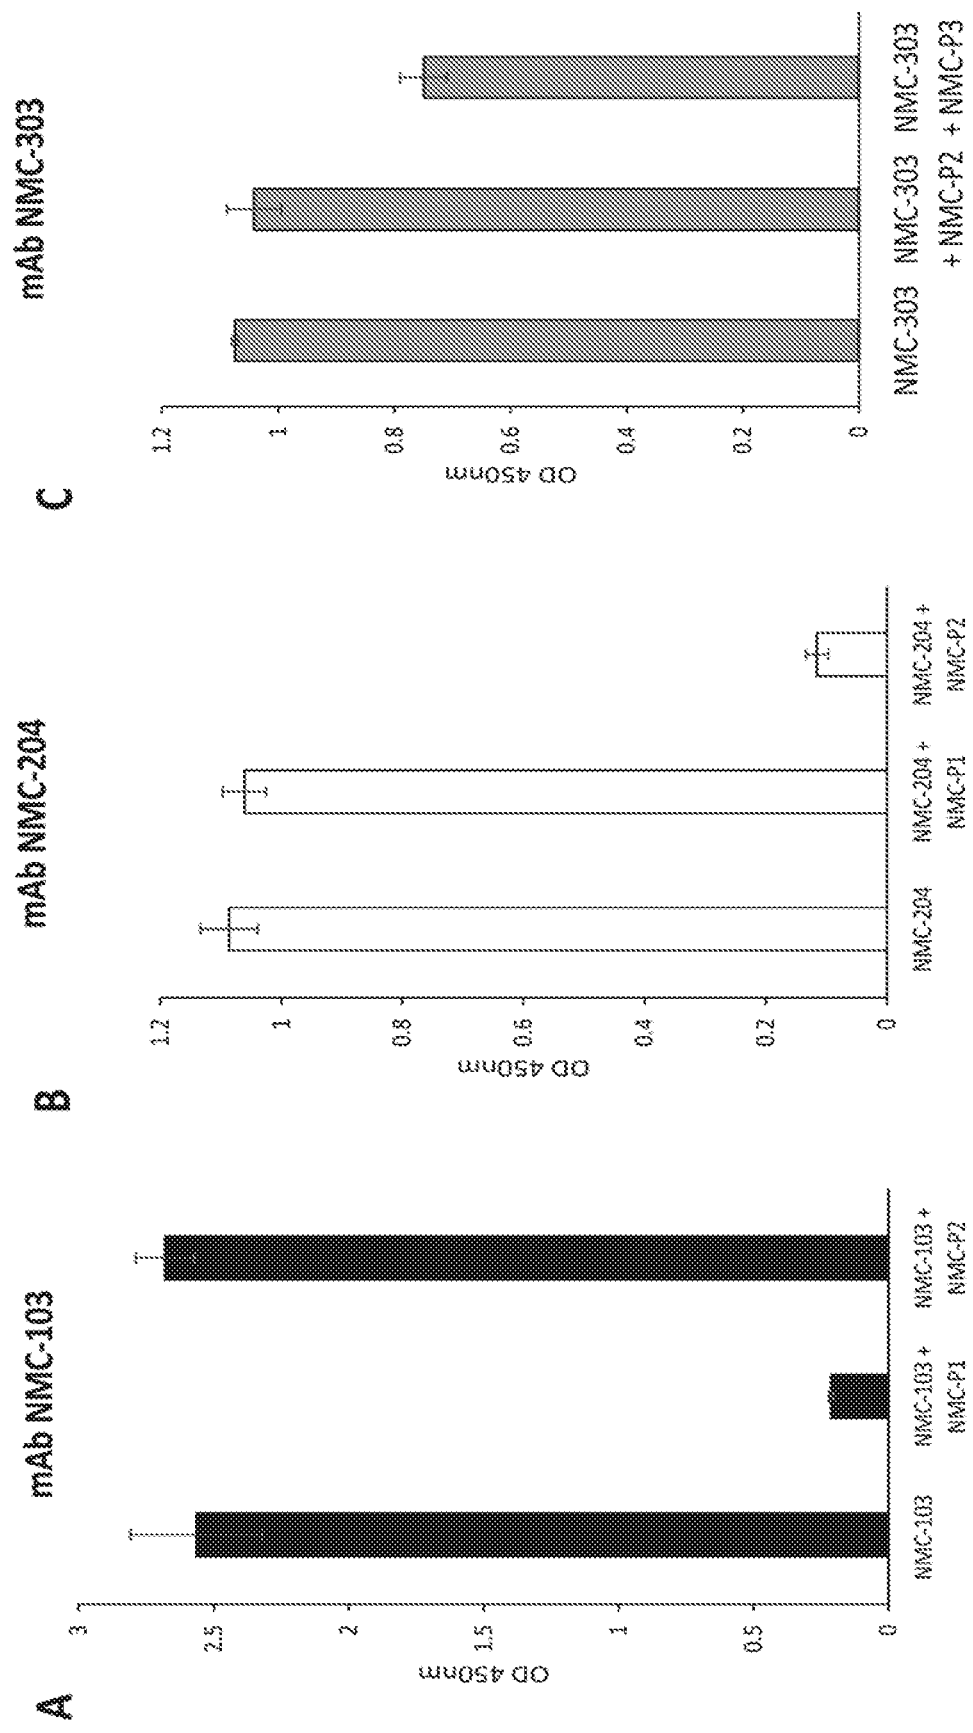 A
mAb NMC-103
OD 450nm
3
2.5
2
1.5
1
0.5
0
NMC-103
NMC-103 +
NMC-P1
NMC-103 +
NMC-P2
B
mAb NMC-204
OD 450nm
1.2
1
0.8
0.6
0.4
0.2
0
NMC-204
NMC-204 +
NMC-P1
NMC-204 +
NMC-P2
C
mAb NMC-303
OD 450nm
1.2
1
0.8
0.6
0.4
0.2
0
NMC-303 NMC-303 NMC-303
+ NMC-P2 + NMC-P3